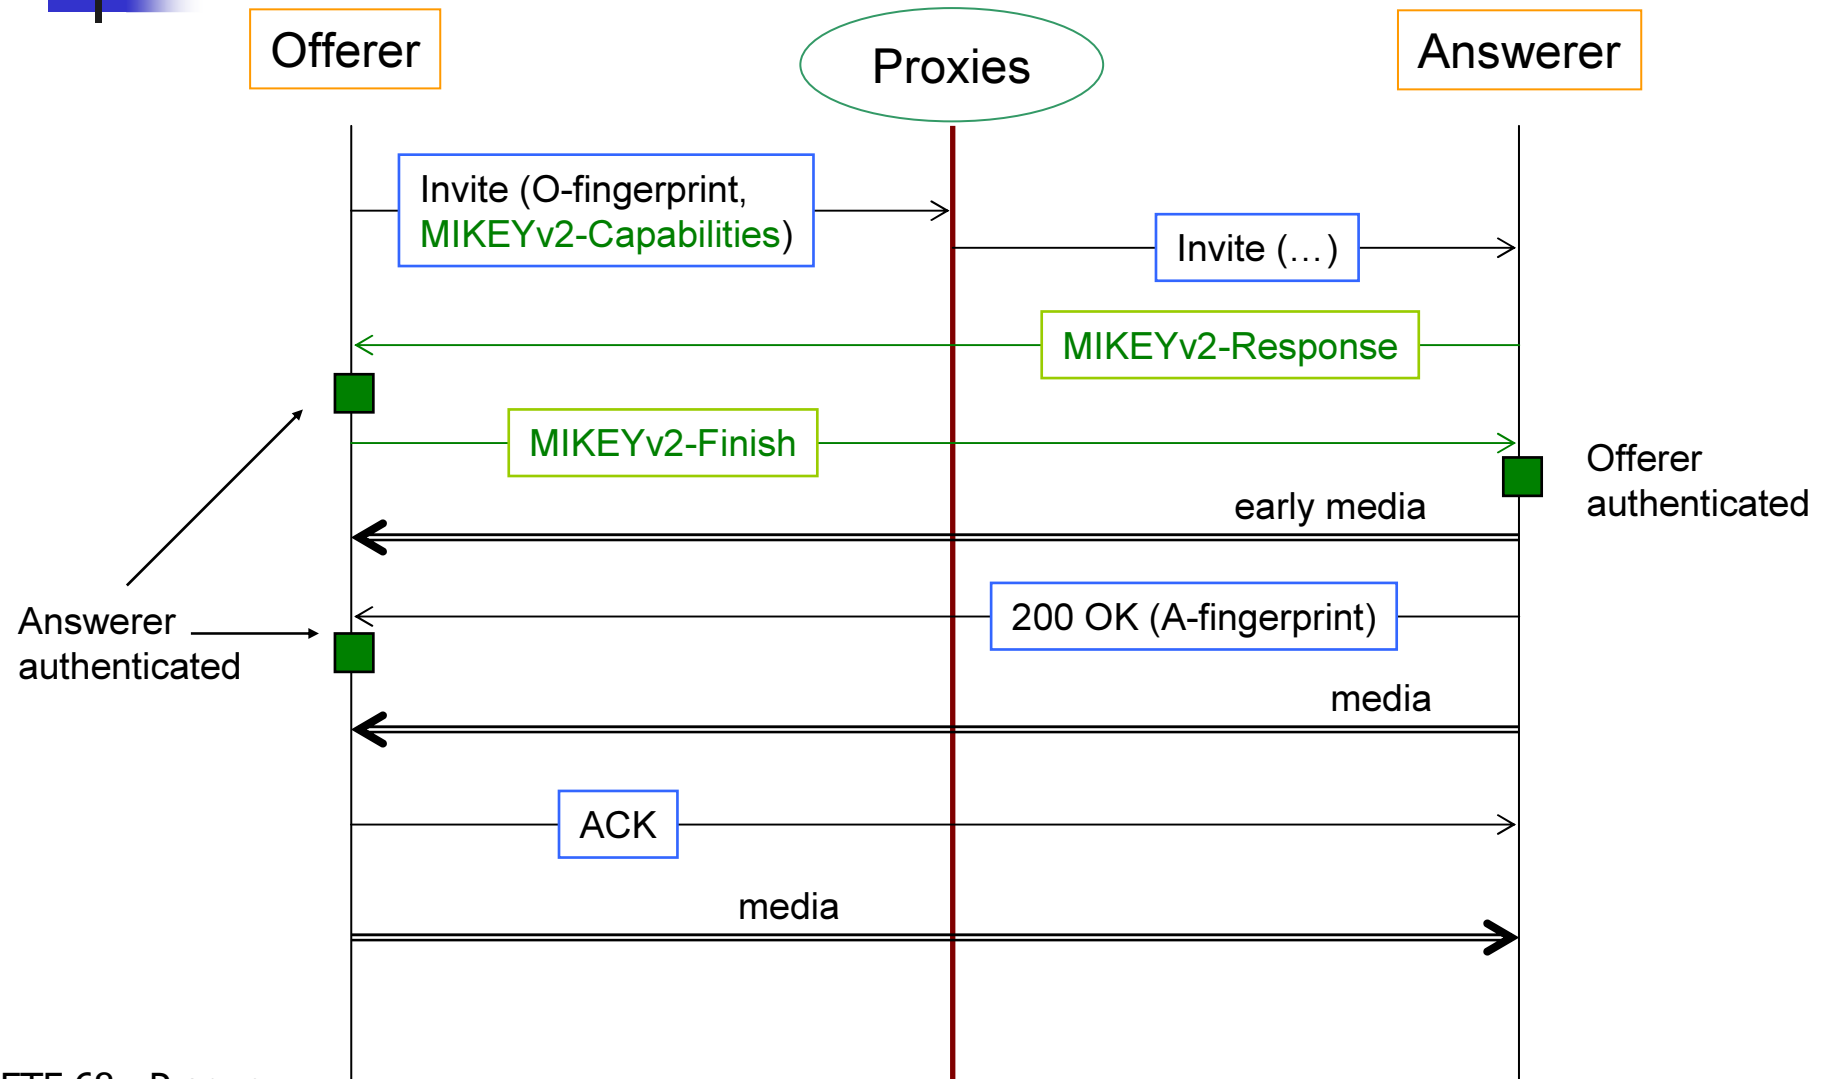 Offerer
Proxies
Answerer
Invite (O-fingerprint,
MIKEYv2-Capabilities)
Invite (…)
MIKEYv2-Response
MIKEYv2-Finish
Offerer
authenticated
early media
Answerer
authenticated
200 OK (A-fingerprint)
media
ACK
media